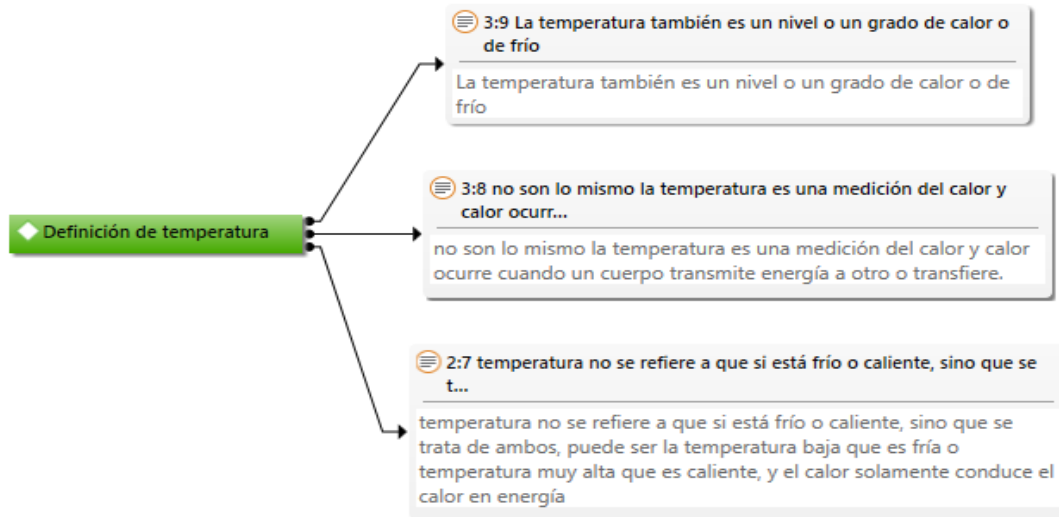 3:9 La temperatura también es un nivel o un grado de calor o
de frío
La temperatura también es un nivel o un grado de calor o de
frío
3:8 no son lo mismo la temperatura es una medición del calor y
calor ocurr...
no son lo mismo la temperatura es una medición del calor y calor
ocurre cuando un cuerpo transmite energía a otro o transfiere.
Definición de temperatura
2:7 temperatura no se refiere a que si está frío o caliente, sino que se
t...
temperatura no se refiere a que si está frío o caliente, sino que se
trata de ambos, puede ser la temperatura baja que es fría o
temperatura muy alta que es caliente, y el calor solamente conduce el
calor en energía